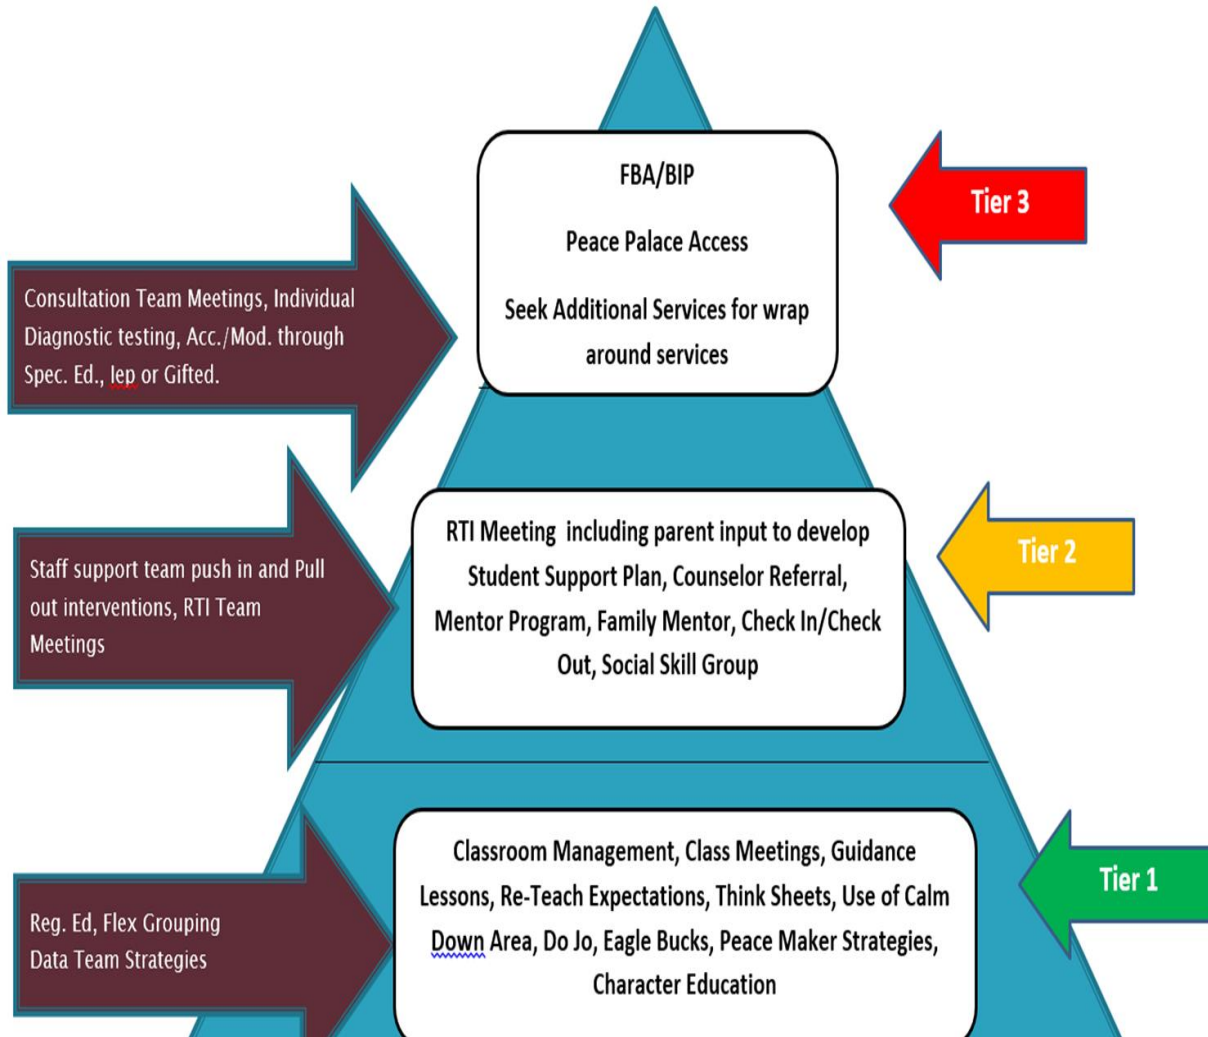 FBA/BIP
Peace Palace Access
Seek Additional Services for wrap
around services
Tier 3
Consultation Team Meetings, Individual
Diagnostic testing, Acc./Mod. through
Spec. Ed., Iep or Gifted.
RTI Meeting  including parent input to develop
Student Support Plan, Counselor Referral,
Mentor Program, Family Mentor, Check In/Check
Out, Social Skill Group
Tier 2
Staff support team push in and Pull
out interventions, RTI Team
Meetings
Classroom Management, Class Meetings, Guidance
Lessons, Re-Teach Expectations, Think Sheets, Use of Calm
Down Area, Do Jo, Eagle Bucks, Peace Maker Strategies,
Character Education
Tier 1
Reg. Ed, Flex Grouping
Data Team Strategies